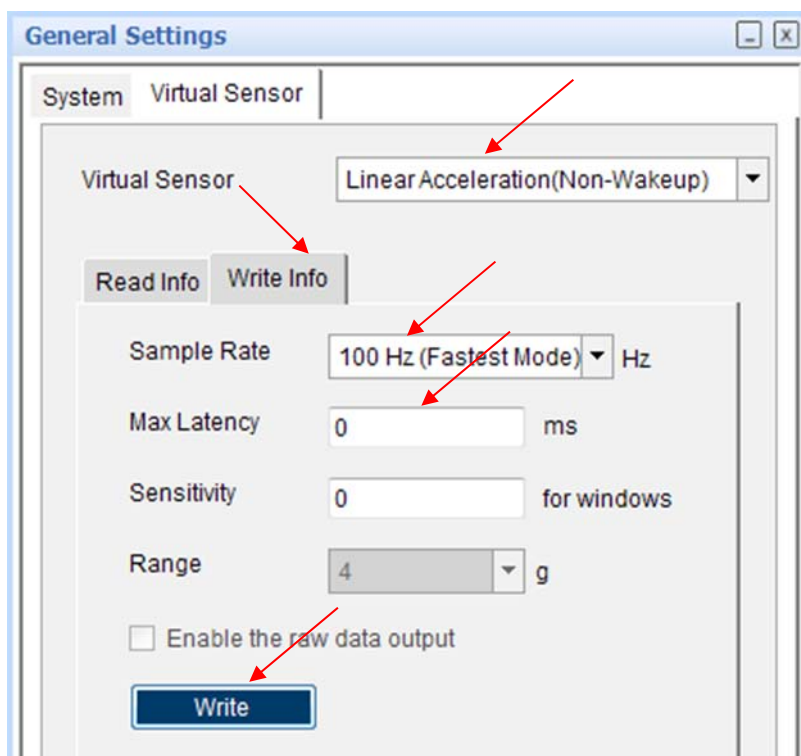 General Settings
System Virtual Sensor
Virtual Sensor Linear Acceleration(Non-Wakeup)
Read Info Write Info
Sample Rate 100 Hz (Fastest Mode) Hz
Max Latency 0 ms
Sensitivity 0 for windows
Range 4 g
Enable the raw data output
Write